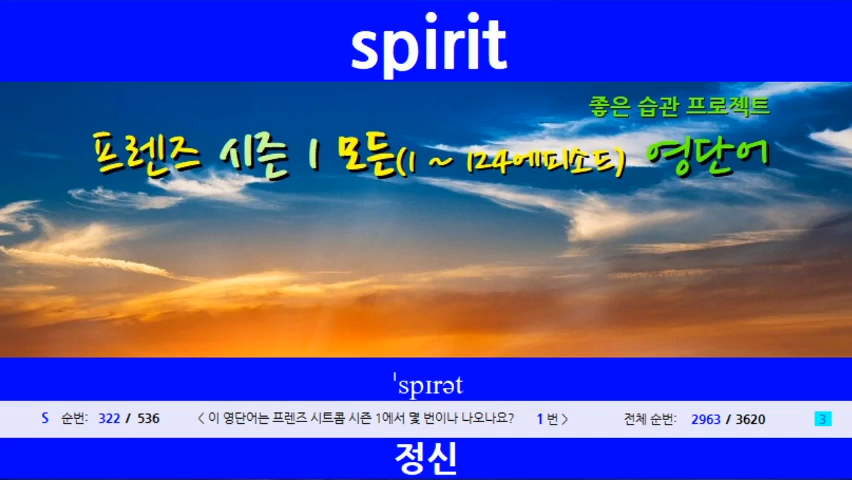 spirit
좋은 습관 프로젝트
프렌즈 시즌 1 모든(1 ~ 124에피소드) 영단어
ˈspɪrət
S 순번: 322 / 536 < 이 영단어는 프렌즈 시트콤 시즌 1에서 몇 번이나 나오나요? 1 번 > 전체 순번: 2963 / 3620 3
정신